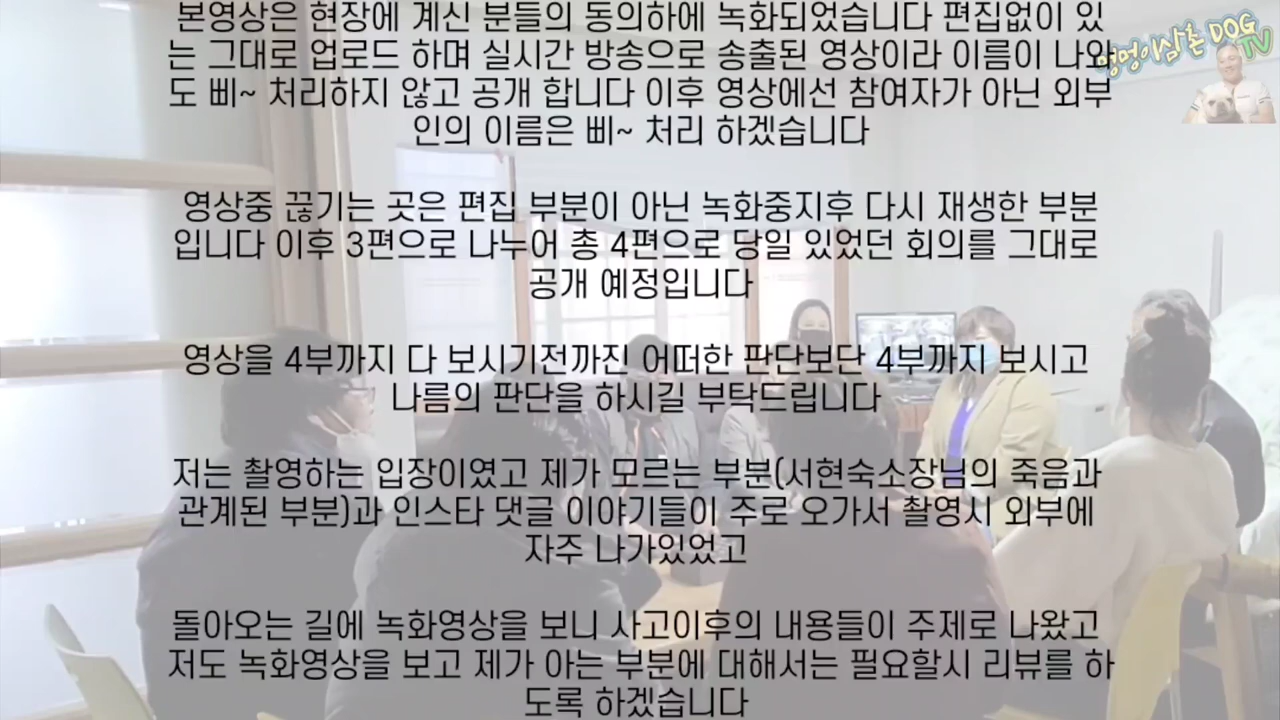 본영상은 현장에 계신 분들의 동의하에 녹화되었습니다 편집없이 있
는 그대로 업로드 하며 실시간 방송으로 송출된 영상이라 이름이 나와
도 삐~ 처리하지 않고 공개 합니다 이후 영상에선 참여자가 아닌 외부
인의 이름은 삐~ 처리 하겠습니다
영상중 끊기는 곳은 편집 부분이 아닌 녹화중지후 다시 재생한 부분
입니다 이후 3편으로 나누어 총 4편으로 당일 있었던 회의를 그대로
공개 예정입니다
영상을 4부까지 다 보시기전까진 어떠한 판단보단 4부까지 보시고
나름의 판단을 하시길 부탁드립니다
저는 촬영하는 입장이였고 제가 모르는 부분(서현숙소장님의 죽음과
관계된 부분)과 인스타 댓글 이야기들이 주로 오가서 촬영시 외부에
자주 나가있었고
돌아오는 길에 녹화영상을 보니 사고이후의 내용들이 주제로 나왔고
저도 녹화영상을 보고 제가 아는 부분에 대해서는 필요할시 리뷰를 하
도록 하겠습니다
멍멍이삼촌 DOG
TV